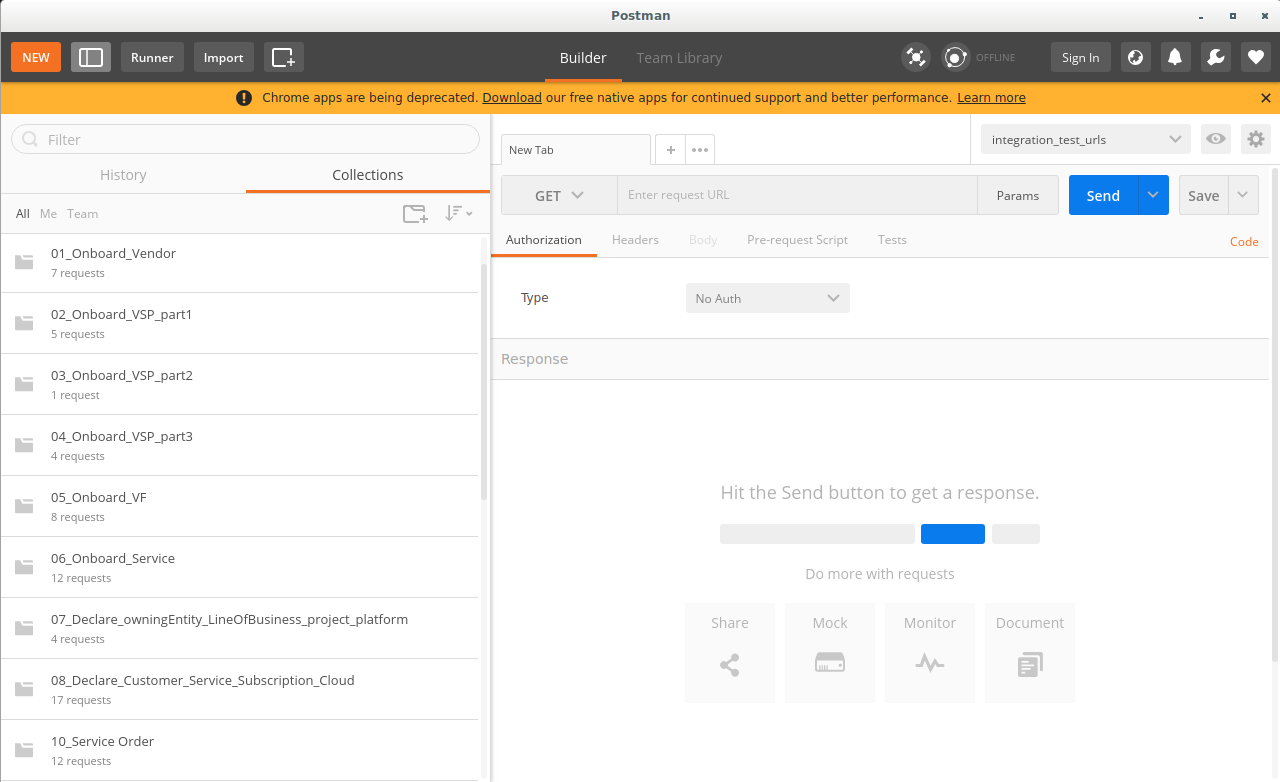 Postman
NEW
Runner
Import
Builder
Team Library
OFFLINE
Sign In
Chrome apps are being deprecated. Download our free native apps for continued support and better performance. Learn more
Filter
History
Collections
All Me Team
01_Onboard_Vendor
7 requests
02_Onboard_VSP_part1
5 requests
03_Onboard_VSP_part2
1 request
04_Onboard_VSP_part3
4 requests
05_Onboard_VF
8 requests
06_Onboard_Service
12 requests
07_Declare_owningEntity_LineOfBusiness_project_platform
4 requests
08_Declare_Customer_Service_Subscription_Cloud
17 requests
10_Service Order
12 requests
New Tab
integration_test_urls
GET
Enter request URL
Params
Send
Save
Authorization
Headers
Body
Pre-request Script
Tests
Code
Type
No Auth
Response
Hit the Send button to get a response.
Do more with requests
Share
Mock
Monitor
Document